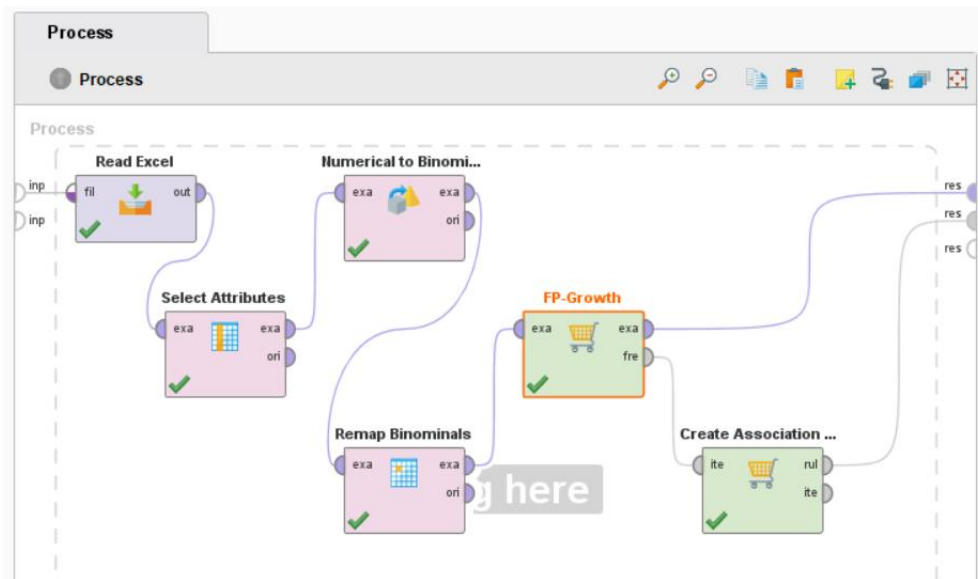 Process
Process
Process
Read Excel
inp
fil
out
inp
Numerical to Binomi...
exa
exa
ori
res
res
res
Select Attributes
exa
exa
ori
FP-Growth
exa
exa
fre
Remap Binominals
exa
exa
ori
g here
Create Association ...
ite
rul
ite